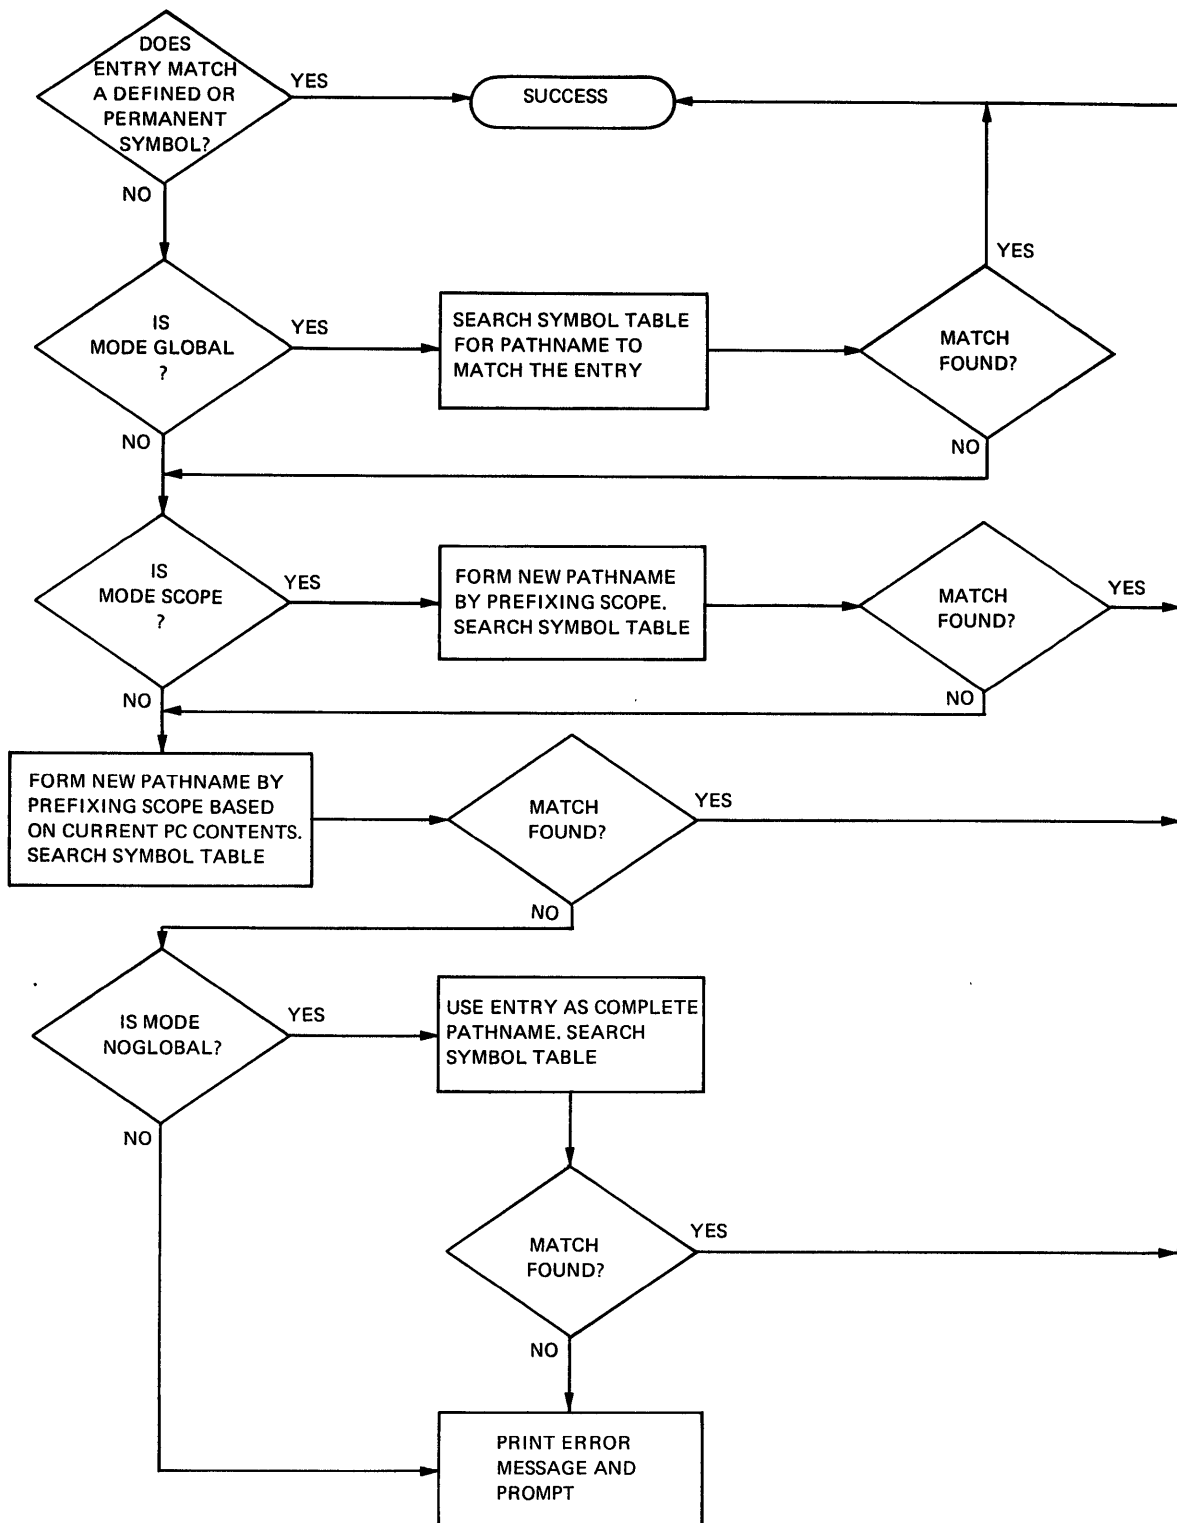 DOES
ENTRY MATCH
A DEFINED OR
PERMANENT
SYMBOL?
YES
SUCCESS
NO
YES
IS
MODE GLOBAL
?
YES
SEARCH SYMBOL TABLE
FOR PATHNAME TO
MATCH THE ENTRY
MATCH
FOUND?
NO
NO
IS
MODE SCOPE
?
YES
FORM NEW PATHNAME
BY PREFIXING SCOPE.
SEARCH SYMBOL TABLE
MATCH
FOUND?
YES
NO
NO
FORM NEW PATHNAME BY
PREFIXING SCOPE BASED
ON CURRENT PC CONTENTS.
SEARCH SYMBOL TABLE
MATCH
FOUND?
YES
NO
IS MODE
NOGLOBAL?
YES
USE ENTRY AS COMPLETE
PATHNAME. SEARCH
SYMBOL TABLE
NO
MATCH
FOUND?
YES
NO
PRINT ERROR
MESSAGE AND
PROMPT